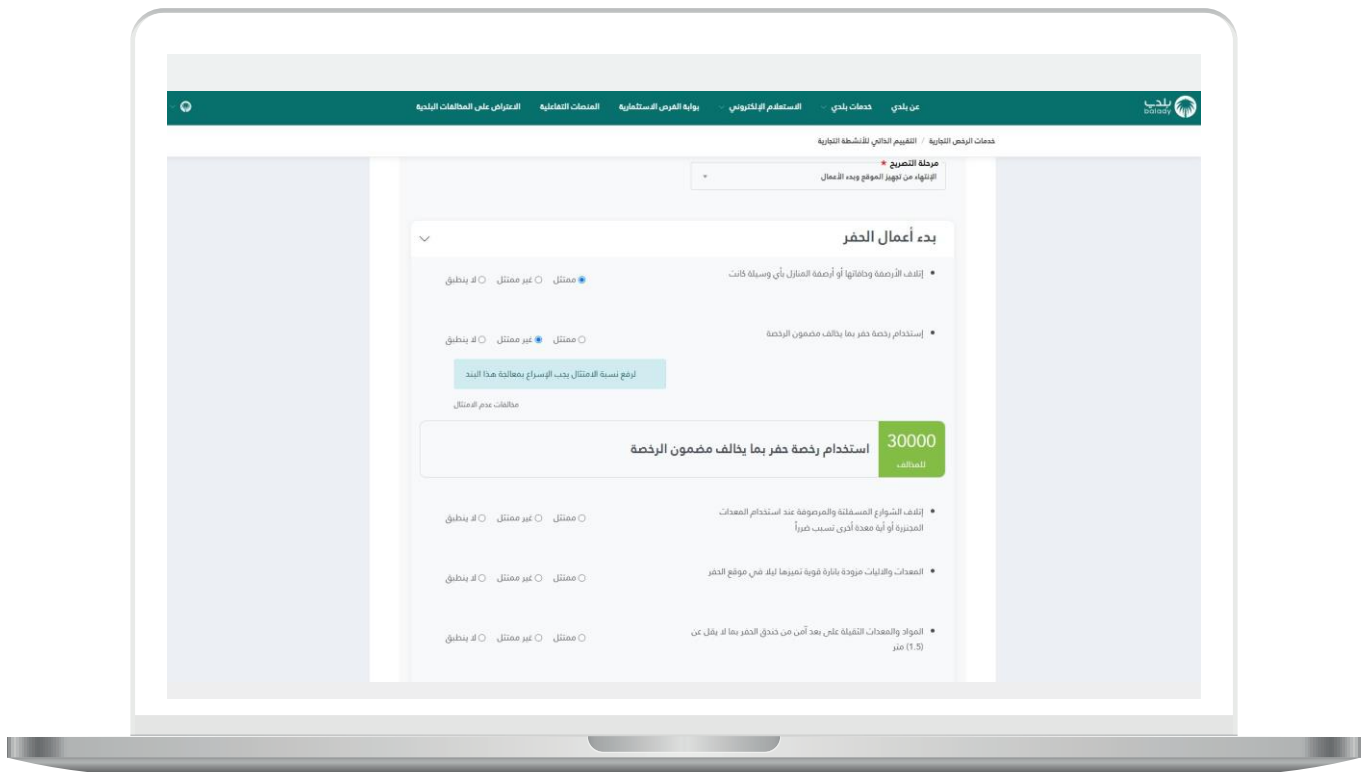 بلدي
balady
عن بلدي
خدمات بلدي
الاستعلام الإلكتروني
بوابة الفرص الاستثمارية
المنصات التفاعلية
الاعتراض على المخالفات البلدية
خدمات الرخص التجارية / التقييم الذاتي للأنشطة التجارية
مرحلة التصريح *
الإنتهاء من تجهيز الموقع وبدء الأعمال
بدء أعمال الحفر
إتلاف الأرصفة وحافاتها أو أرصفة المنازل بأي وسيلة كانت
ممتثل غير ممتثل لا ينطبق
إستخدام رخصة حفر بما يخالف مضمون الرخصة
ممتثل غير ممتثل لا ينطبق
لرفع نسبة الامتثال يجب الإسراع بمعالجة هذا البند
مخالفات عدم الامتثال
30000
للمخالف
استخدام رخصة حفر بما يخالف مضمون الرخصة
إتلاف الشوارع المسفلتة والمرصوفة عند استخدام المعدات
المجنزرة أو أية معدة أخرى تسبب ضرراً
ممتثل غير ممتثل لا ينطبق
المعدات والاليات مزودة بانارة قوية تميزها ليلا في موقع الحفر
ممتثل غير ممتثل لا ينطبق
المواد والمعدات الثقيلة على بعد آمن من خندق الحفر بما لا يقل عن
(1.5) متر
ممتثل غير ممتثل لا ينطبق